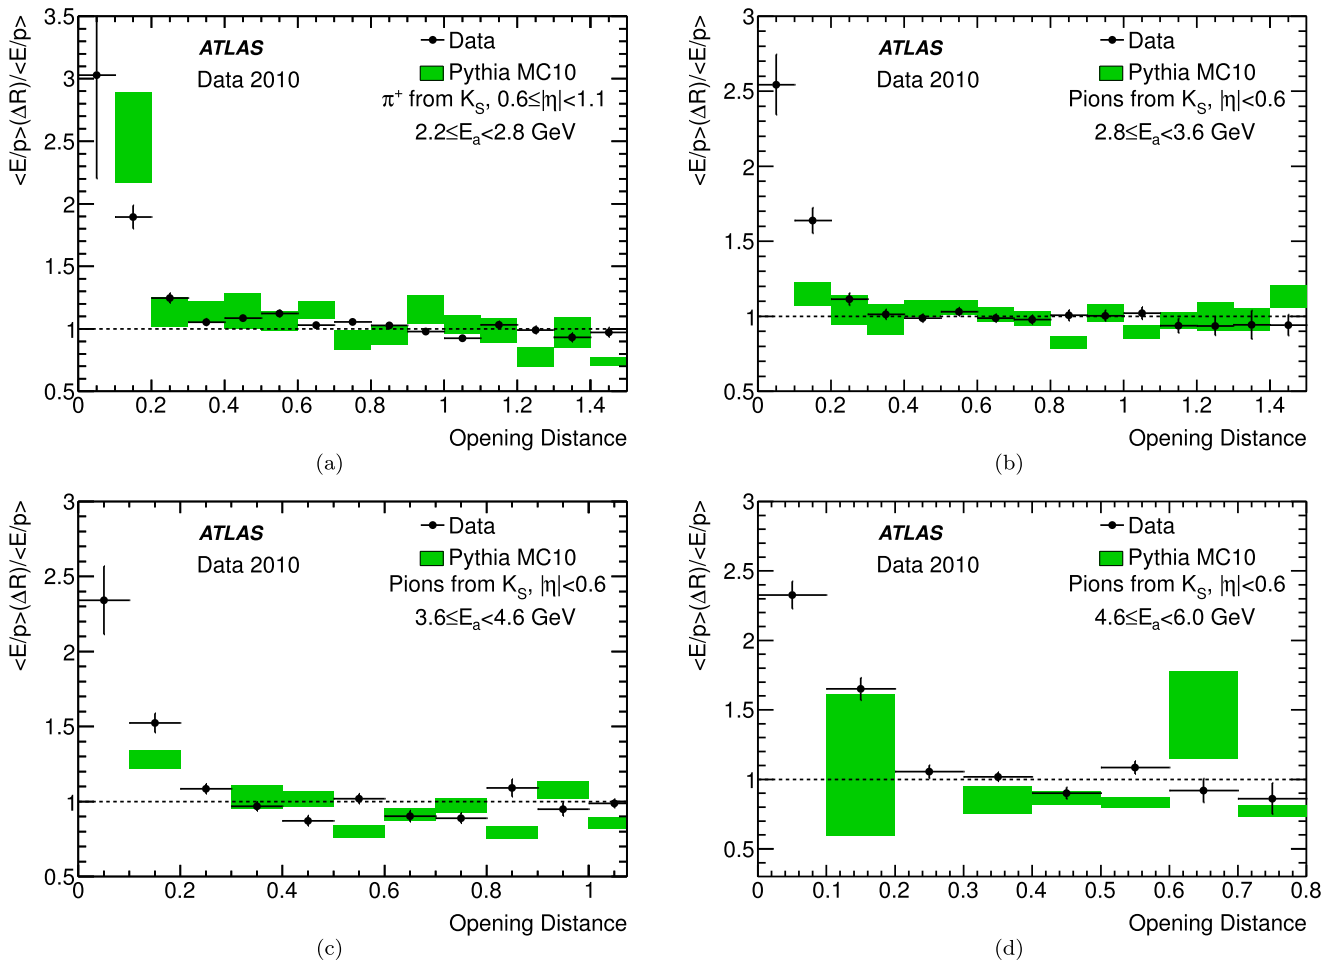 <E/p>(ΔR)/<E/p>
3.5
3
2.5
2
1.5
1
0.5
ATLAS
Data 2010
Data
Pythia MC10
π+ from KS, 0.6≤|η|<1.1
2.2≤Ea<2.8 GeV
0 0.2 0.4 0.6 0.8 1 1.2 1.4
Opening Distance
(a)
<E/p>(ΔR)/<E/p>
3
2.5
2
1.5
1
0.5
ATLAS
Data 2010
Data
Pythia MC10
Pions from KS, |η|<0.6
2.8≤Ea<3.6 GeV
0 0.2 0.4 0.6 0.8 1 1.2 1.4
Opening Distance
(b)
<E/p>(ΔR)/<E/p>
3
2.5
2
1.5
1
0.5
ATLAS
Data 2010
Data
Pythia MC10
Pions from KS, |η|<0.6
3.6≤Ea<4.6 GeV
0 0.2 0.4 0.6 0.8 1
Opening Distance
(c)
<E/p>(ΔR)/<E/p>
3
2.5
2
1.5
1
0.5
ATLAS
Data 2010
Data
Pythia MC10
Pions from KS, |η|<0.6
4.6≤Ea<6.0 GeV
0 0.1 0.2 0.3 0.4 0.5 0.6 0.7 0.8
Opening Distance
(d)